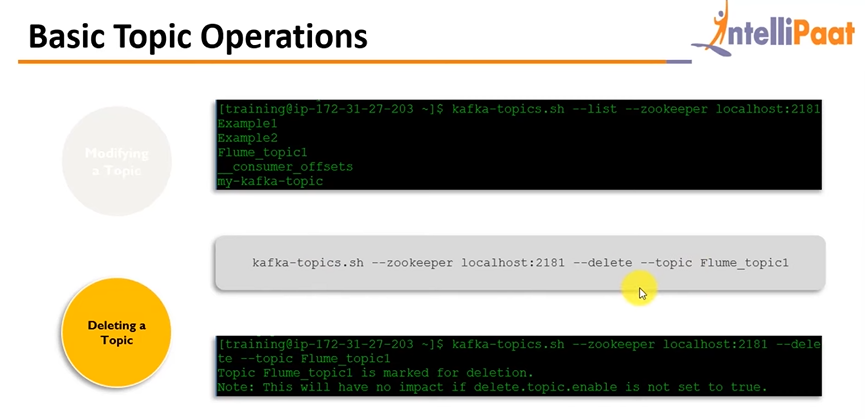 Basic Topic Operations
IntelliPaat
Modifying
a Topic
[training@ip-172-31-27-203 ~]$ kafka-topics.sh --list --zookeeper localhost:2181
Example1
Example2
Flume_topic1
__consumer_offsets
my-kafka-topic
kafka-topics.sh --zookeeper localhost:2181 --delete --topic Flume_topic1
Deleting a
Topic
[training@ip-172-31-27-203 ~]$ kafka-topics.sh --zookeeper localhost:2181 --dele
te --topic Flume_topic1
Topic Flume_topic1 is marked for deletion.
Note: This will have no impact if delete.topic.enable is not set to true.